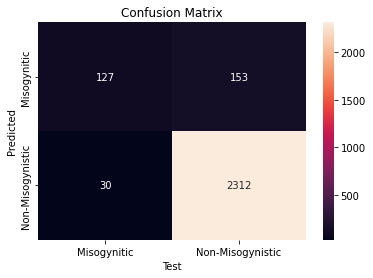 Confusion Matrix
Predicted
Misogynitic
Non-Misogynistic
127 153
30 2312
Misogynitic Non-Misogynistic
Test
2000
1500
1000
500